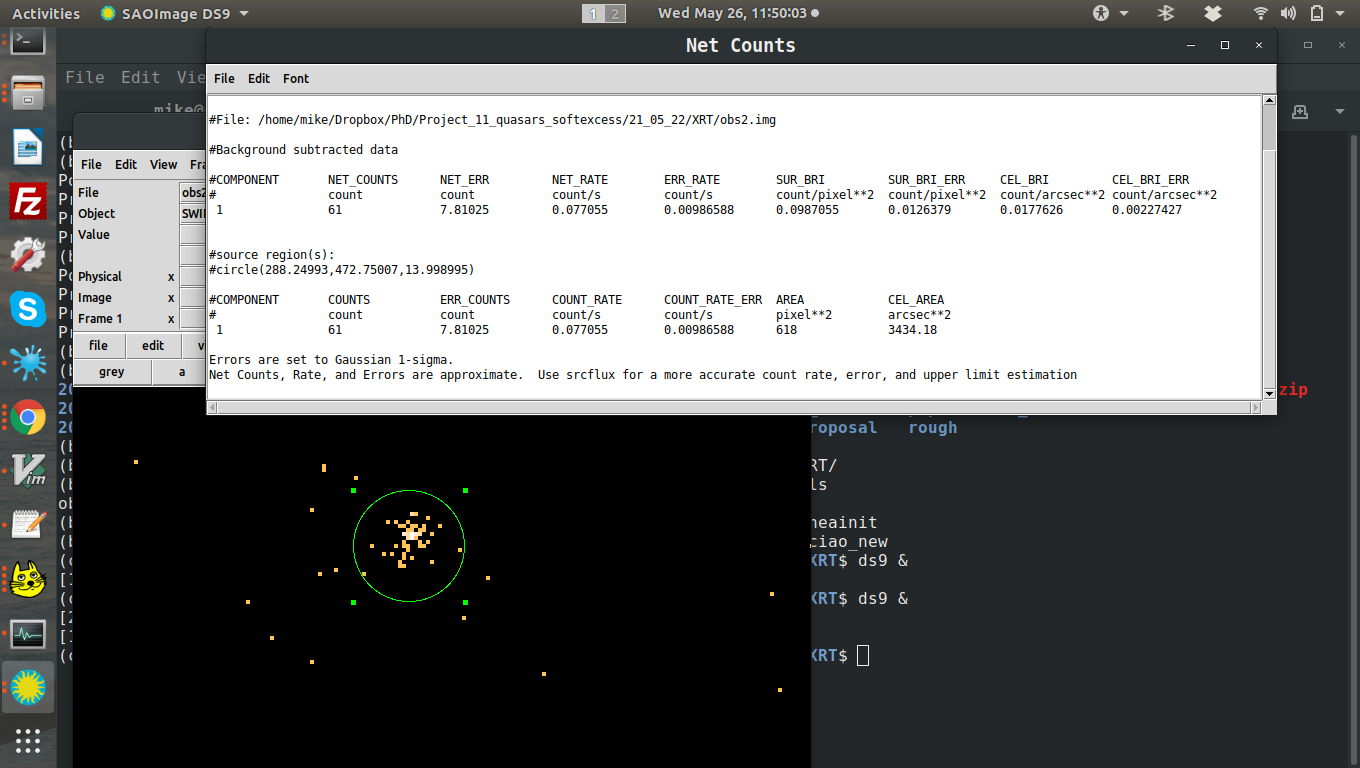 Activities SAOImage DS9 1 2 Wed May 26, 11:50:03
Net Counts
File Edit Font
#File: /home/mike/Dropbox/PhD/Project_11_quasars_softexcess/21_05_22/XRT/obs2.img
#Background subtracted data
#COMPONENT NET_COUNTS NET_ERR NET_RATE ERR_RATE SUR_BRI SUR_BRI_ERR CEL_BRI CEL_BRI_ERR
# count count count/s count/s count/pixel**2 count/pixel**2 count/arcsec**2 count/arcsec**2
1 61 7.81025 0.077055 0.00986588 0.0987055 0.0126379 0.0177626 0.00227427
#source region(s):
#circle(288.24993,472.75007,13.998995)
#COMPONENT COUNTS ERR_COUNTS COUNT_RATE COUNT_RATE_ERR AREA CEL_AREA
# count count count/s count/s pixel**2 arcsec**2
1 61 7.81025 0.077055 0.00986588 618 3434.18
Errors are set to Gaussian 1-sigma.
Net Counts, Rate, and Errors are approximate.  Use srcflux for a more accurate count rate, error, and upper limit estimation
File Edit Vie
mike@
File Edit View Fra
File obs2
Object SWI
Value
Physical x
Image x
Frame 1 x
file edit
grey a
zip
roposal rough
RT/
ls
heainit
ciao_new
XRT$ ds9 &
XRT$ ds9 &
XRT$